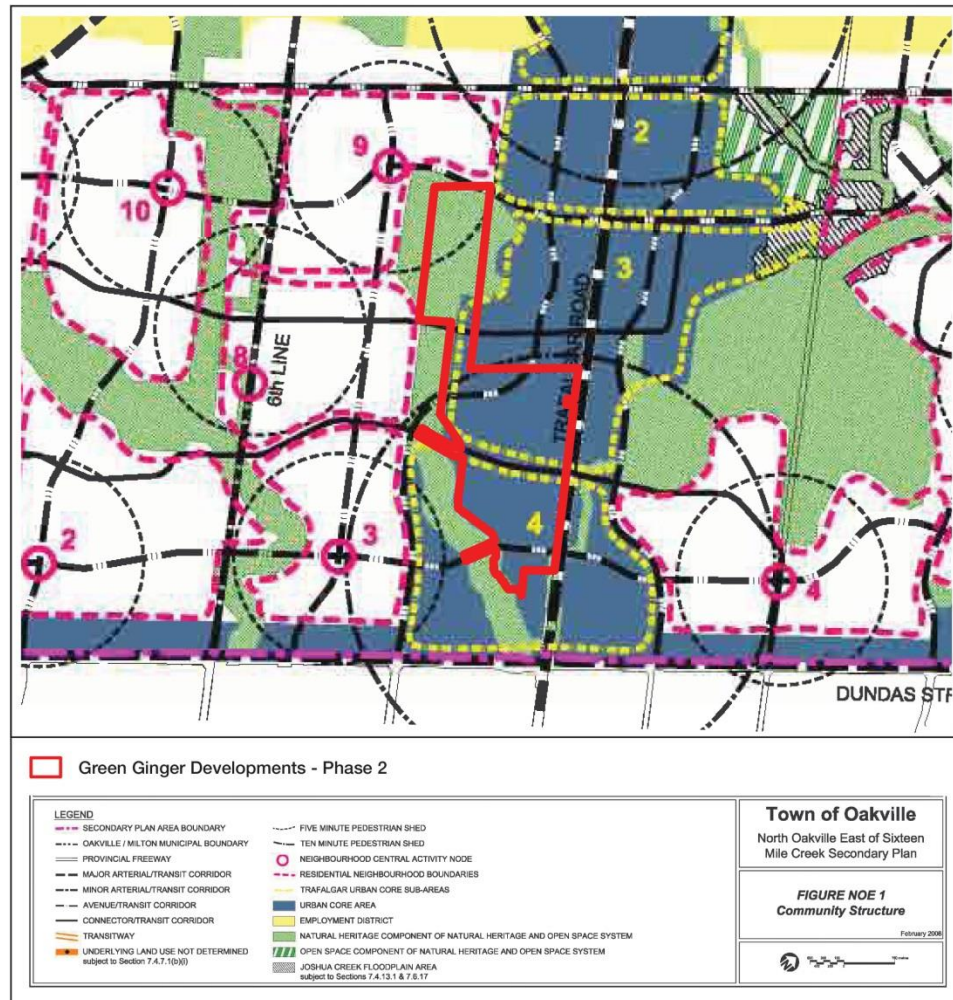 2
9
10
3
TRAFALGAR ROAD
8
6th LINE
2
3
4
4
DUNDAS STR
Green Ginger Developments - Phase 2
LEGEND
SECONDARY PLAN AREA BOUNDARY
OAKVILLE / MILTON MUNICIPAL BOUNDARY
PROVINCIAL FREEWAY
MAJOR ARTERIAL/TRANSIT CORRIDOR
MINOR ARTERIAL/TRANSIT CORRIDOR
AVENUE/TRANSIT CORRIDOR
CONNECTOR/TRANSIT CORRIDOR
TRANSITWAY
UNDERLYING LAND USE NOT DETERMINED
subject to Section 7.4.7.1(b)(i)
FIVE MINUTE PEDESTRIAN SHED
TEN MINUTE PEDESTRIAN SHED
NEIGHBOURHOOD CENTRAL ACTIVITY NODE
RESIDENTIAL NEIGHBOURHOOD BOUNDARIES
TRAFALGAR URBAN CORE SUB-AREAS
URBAN CORE AREA
EMPLOYMENT DISTRICT
NATURAL HERITAGE COMPONENT OF NATURAL HERITAGE AND OPEN SPACE SYSTEM
OPEN SPACE COMPONENT OF NATURAL HERITAGE AND OPEN SPACE SYSTEM
JOSHUA CREEK FLOODPLAIN AREA
subject to Sections 7.4.13.1 & 7.6.17
Town of Oakville
North Oakville East of Sixteen
Mile Creek Secondary Plan
FIGURE NOE 1
Community Structure
February 2008